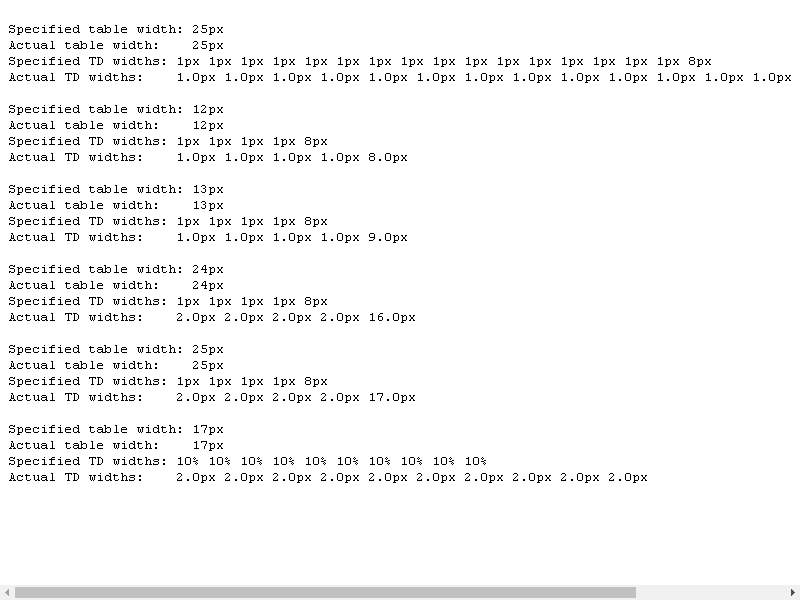 Specified table width: 25px
Actual table width:    25px
Specified TD widths: 1px 1px 1px 1px 1px 1px 1px 1px 1px 1px 1px 1px 1px 1px 1px 1px 8px
Actual TD widths:    1.0px 1.0px 1.0px 1.0px 1.0px 1.0px 1.0px 1.0px 1.0px 1.0px 1.0px 1.0px 1.0px
Specified table width: 12px
Actual table width:    12px
Specified TD widths: 1px 1px 1px 1px 8px
Actual TD widths:    1.0px 1.0px 1.0px 1.0px 8.0px
Specified table width: 13px
Actual table width:    13px
Specified TD widths: 1px 1px 1px 1px 8px
Actual TD widths:    1.0px 1.0px 1.0px 1.0px 9.0px
Specified table width: 24px
Actual table width:    24px
Specified TD widths: 1px 1px 1px 1px 8px
Actual TD widths:    2.0px 2.0px 2.0px 2.0px 16.0px
Specified table width: 25px
Actual table width:    25px
Specified TD widths: 1px 1px 1px 1px 8px
Actual TD widths:    2.0px 2.0px 2.0px 2.0px 17.0px
Specified table width: 17px
Actual table width:    17px
Specified TD widths: 10% 10% 10% 10% 10% 10% 10% 10% 10% 10%
Actual TD widths:    2.0px 2.0px 2.0px 2.0px 2.0px 2.0px 2.0px 2.0px 2.0px 2.0px